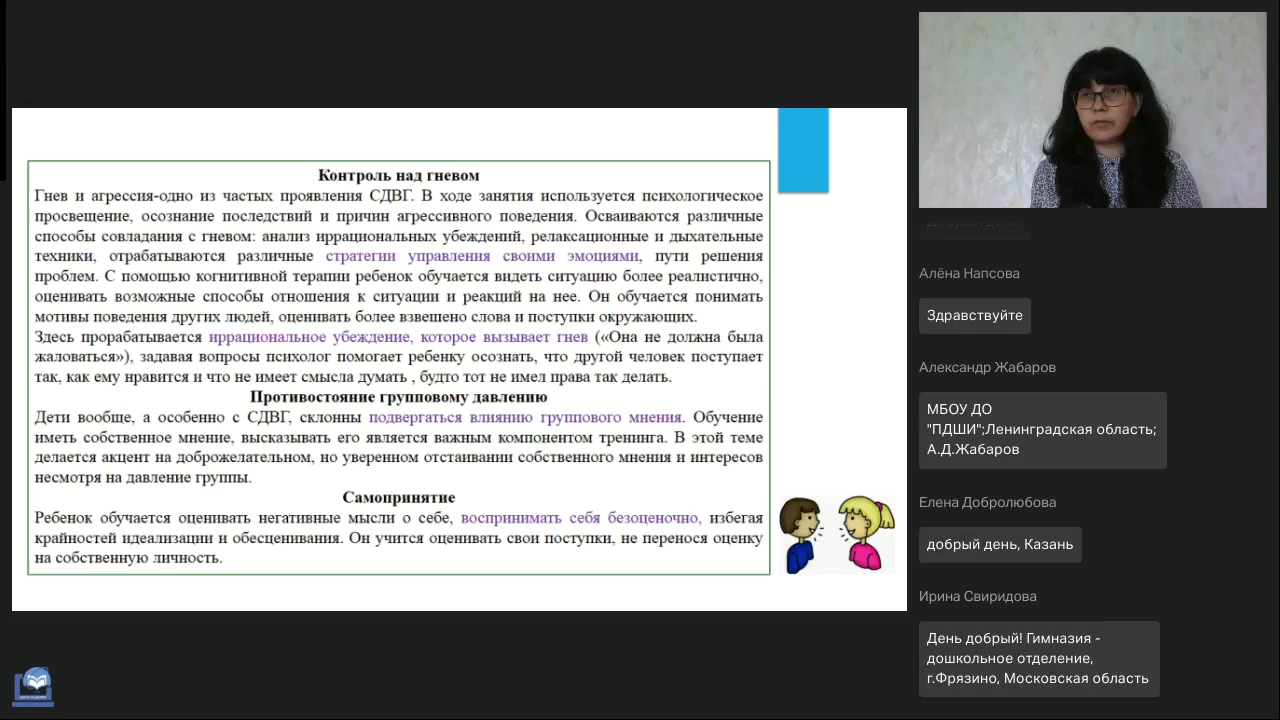 Контроль над гневом
Гнев и агрессия-одно из частых проявления СДВГ. В ходе занятия используется психологическое
просвещение, осознание последствий и причин агрессивного поведения. Осваиваются различные
способы совладания с гневом: анализ иррациональных убеждений, релаксационные и дыхательные
техники, отрабатываются различные стратегии управления своими эмоциями, пути решения
проблем. С помощью когнитивной терапии ребенок обучается видеть ситуацию более реалистично,
оценивать возможные способы отношения к ситуации и реакций на нее. Он обучается понимать
мотивы поведения других людей, оценивать более взвешено слова и поступки окружающих.
Здесь прорабатывается иррациональное убеждение, которое вызывает гнев («Она не должна была
жаловаться»), задавая вопросы психолог помогает ребенку осознать, что другой человек поступает
так, как ему нравится и что не имеет смысла думать , будто тот не имел права так делать.
Противостояние групповому давлению
Дети вообще, а особенно с СДВГ, склонны подвергаться влиянию группового мнения. Обучение
иметь собственное мнение, высказывать его является важным компонентом тренинга. В этой теме
делается акцент на доброжелательном, но уверенном отстаивании собственного мнения и интересов
несмотря на давление группы.
Самопринятие
Ребенок обучается оценивать негативные мысли о себе, воспринимать себя безоценочно, избегая
крайностей идеализации и обесценивания. Он учится оценивать свои поступки, не перенося оценку
на собственную личность.
Алёна Напсова
Здравствуйте
Александр Жабаров
МБОУ ДО
"ПДШИ";Ленинградская область;
А.Д.Жабаров
Елена Добролюбова
добрый день, Казань
Ирина Свиридова
День добрый! Гимназия -
дошкольное отделение,
г.Фрязино, Московская область